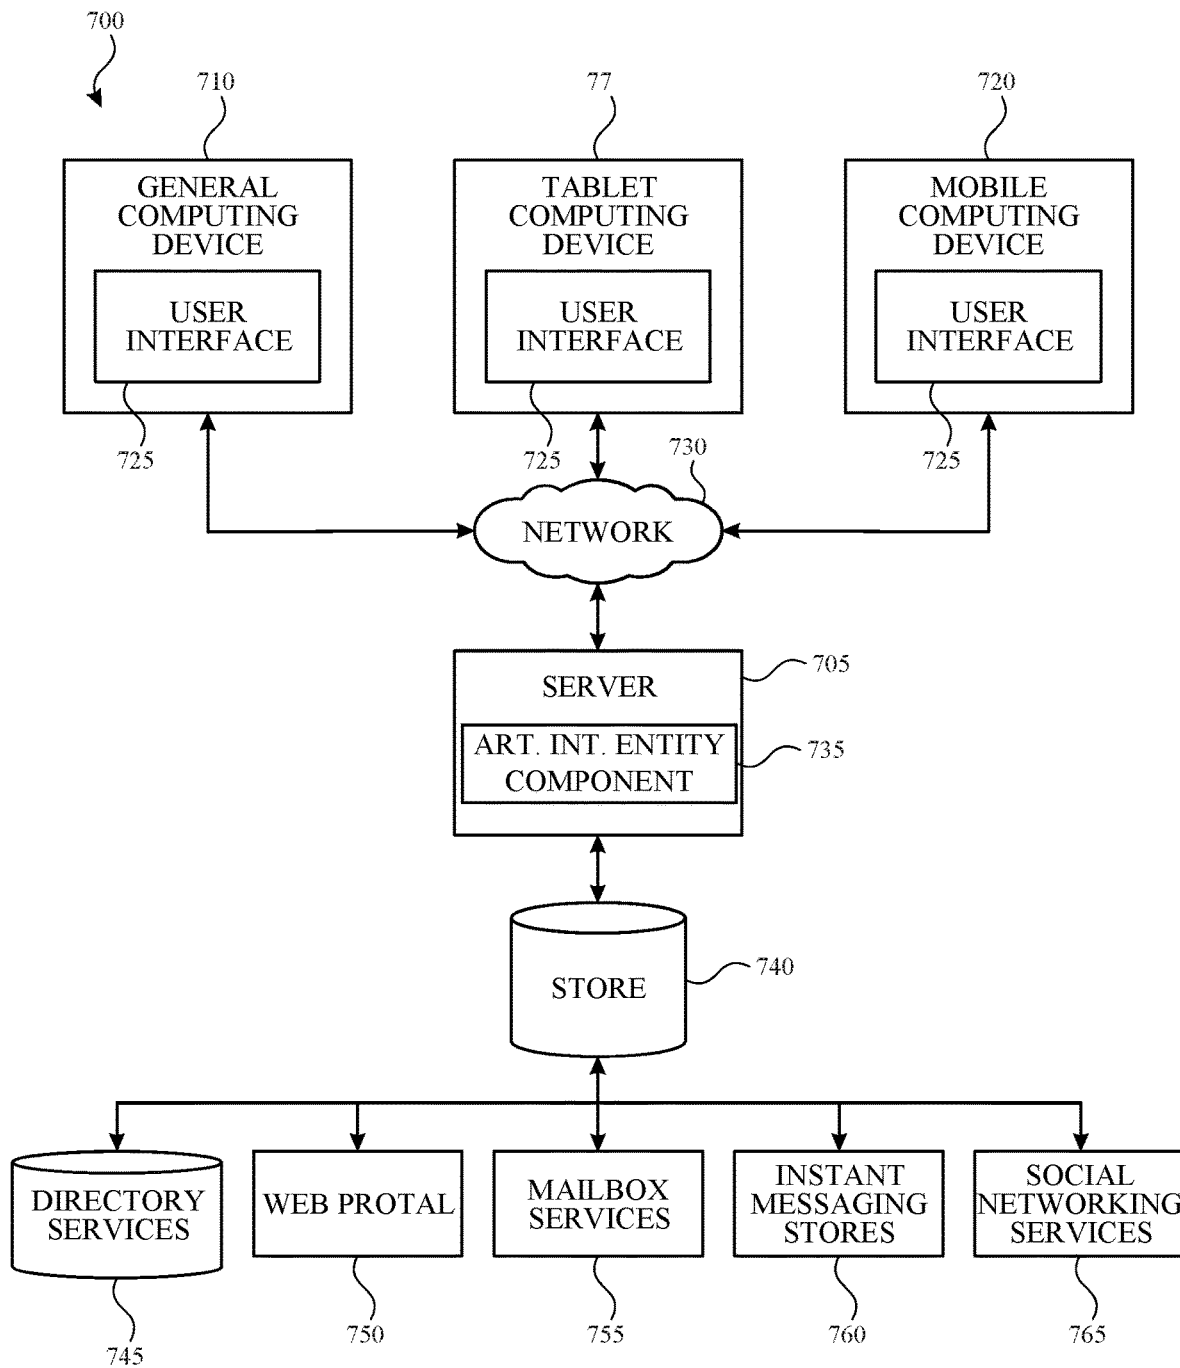 700
710
77
720
GENERAL
COMPUTING
DEVICE
USER
INTERFACE
725
TABLET
COMPUTING
DEVICE
USER
INTERFACE
725
MOBILE
COMPUTING
DEVICE
USER
INTERFACE
725
730
NETWORK
705
SERVER
ART. INT. ENTITY
COMPONENT
735
STORE
740
DIRECTORY
SERVICES
745
WEB PROTAL
750
MAILBOX
SERVICES
755
INSTANT
MESSAGING
STORES
760
SOCIAL
NETWORKING
SERVICES
765